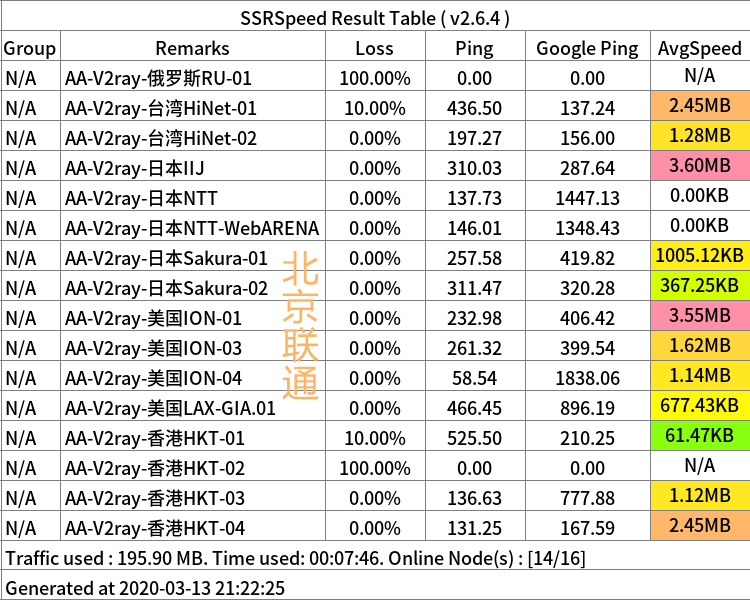 SSRSpeed Result Table ( v2.6.4 )
Group Remarks Loss Ping Google Ping AvgSpeed
N/A AA-V2ray-俄罗斯RU-01 100.00% 0.00 0.00 N/A
N/A AA-V2ray-台湾HiNet-01 10.00% 436.50 137.24 2.45MB
N/A AA-V2ray-台湾HiNet-02 0.00% 197.27 156.00 1.28MB
N/A AA-V2ray-日本IIJ 0.00% 310.03 287.64 3.60MB
N/A AA-V2ray-日本NTT 0.00% 137.73 1447.13 0.00KB
N/A AA-V2ray-日本NTT-WebARENA 0.00% 146.01 1348.43 0.00KB
N/A AA-V2ray-日本Sakura-01 0.00% 257.58 419.82 1005.12KB
N/A AA-V2ray-日本Sakura-02 0.00% 311.47 320.28 367.25KB
N/A AA-V2ray-美国ION-01 0.00% 232.98 406.42 3.55MB
N/A AA-V2ray-美国ION-03 0.00% 261.32 399.54 1.62MB
N/A AA-V2ray-美国ION-04 0.00% 58.54 1838.06 1.14MB
N/A AA-V2ray-美国LAX-GIA.01 0.00% 466.45 896.19 677.43KB
N/A AA-V2ray-香港HKT-01 10.00% 525.50 210.25 61.47KB
N/A AA-V2ray-香港HKT-02 100.00% 0.00 0.00 N/A
N/A AA-V2ray-香港HKT-03 0.00% 136.63 777.88 1.12MB
N/A AA-V2ray-香港HKT-04 0.00% 131.25 167.59 2.45MB
北京联通
Traffic used : 195.90 MB. Time used: 00:07:46. Online Node(s) : [14/16]
Generated at 2020-03-13 21:22:25